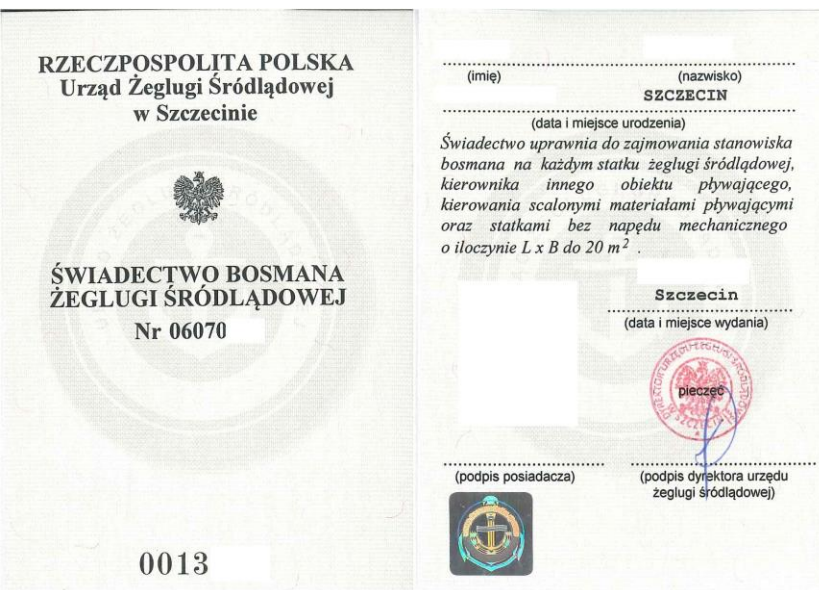 RZECZPOSPOLITA POLSKA
Urząd Żeglugi Śródlądowej
w Szczecinie
ŚWIADECTWO BOSMANA
ŻEGLUGI ŚRÓDLĄDOWEJ
Nr 06070
0013
(imię) (nazwisko)
SZCZECIN
(data i miejsce urodzenia)
Świadectwo uprawnia do zajmowania stanowiska
bosmana na każdym statku żeglugi śródlądowej,
kierownika innego obiektu pływającego,
kierowania scalonymi materiałami pływającymi
oraz statkami bez napędu mechanicznego
o iloczynie L x B do 20 m² .
Szczecin
(data i miejsce wydania)
pieczęć
(podpis posiadacza) (podpis dyrektora urzędu
żeglugi śródlądowej)